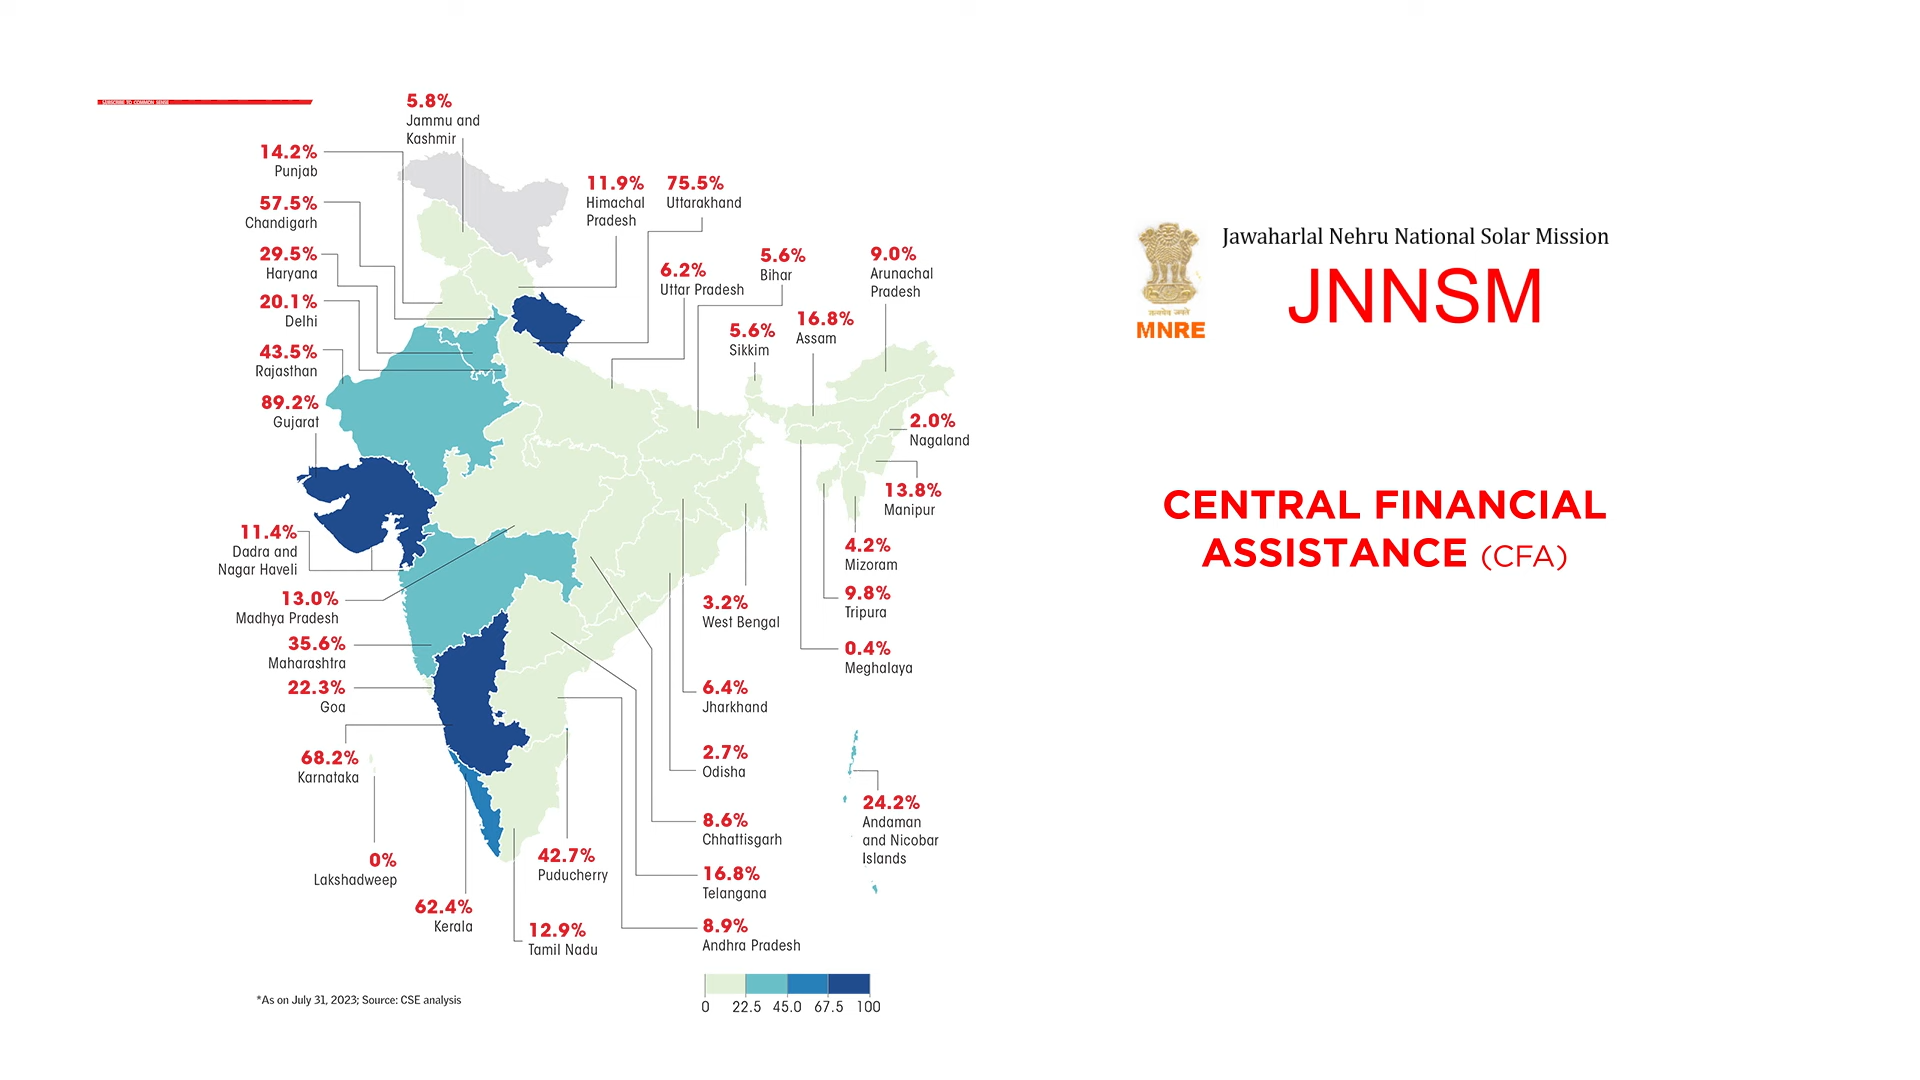 SUBSCRIBE TO COMMON SENSE
5.8%
Jammu and
Kashmir
14.2%
Punjab
57.5%
Chandigarh
29.5%
Haryana
20.1%
Delhi
43.5%
Rajasthan
89.2%
Gujarat
11.9%
Himachal
Pradesh
75.5%
Uttarakhand
6.2%
Uttar Pradesh
5.6%
Bihar
9.0%
Arunachal
Pradesh
5.6%
Sikkim
16.8%
Assam
2.0%
Nagaland
13.8%
Manipur
4.2%
Mizoram
9.8%
Tripura
0.4%
Meghalaya
11.4%
Dadra and
Nagar Haveli
13.0%
Madhya Pradesh
35.6%
Maharashtra
22.3%
Goa
68.2%
Karnataka
0%
Lakshadweep
62.4%
Kerala
12.9%
Tamil Nadu
42.7%
Puducherry
3.2%
West Bengal
6.4%
Jharkhand
2.7%
Odisha
8.6%
Chhattisgarh
16.8%
Telangana
8.9%
Andhra Pradesh
24.2%
Andaman
and Nicobar
Islands
0 22.5 45.0 67.5 100
*As on July 31, 2023; Source: CSE analysis
सत्यमेव जयते
MNRE
Jawaharlal Nehru National Solar Mission
JNNSM
CENTRAL FINANCIAL
ASSISTANCE (CFA)